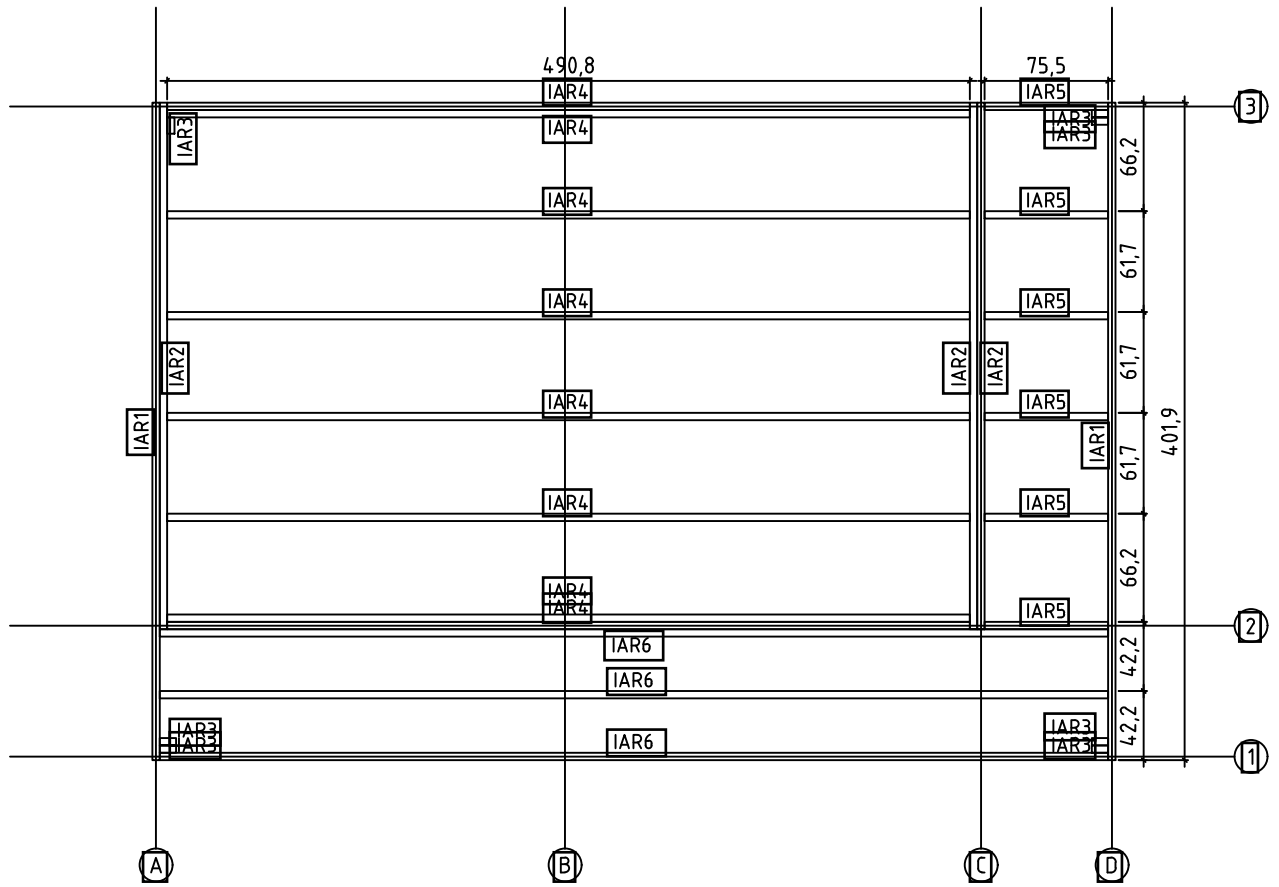 490,8 75,5
IAR4 IAR5
3
IAR3 IAR4 IAR3
IAR3
66,2
IAR4 IAR5
61,7
IAR4 IAR5
IAR2 IAR2 IAR2 61,7
IAR4 IAR5
IAR1 IAR1 401,9
61,7
IAR4 IAR5
66,2
IAR4
IAR4 IAR5
2
IAR6 42,2
IAR6
42,2
IAR3 IAR3
IAR3 IAR6 IAR3
1
A B C D